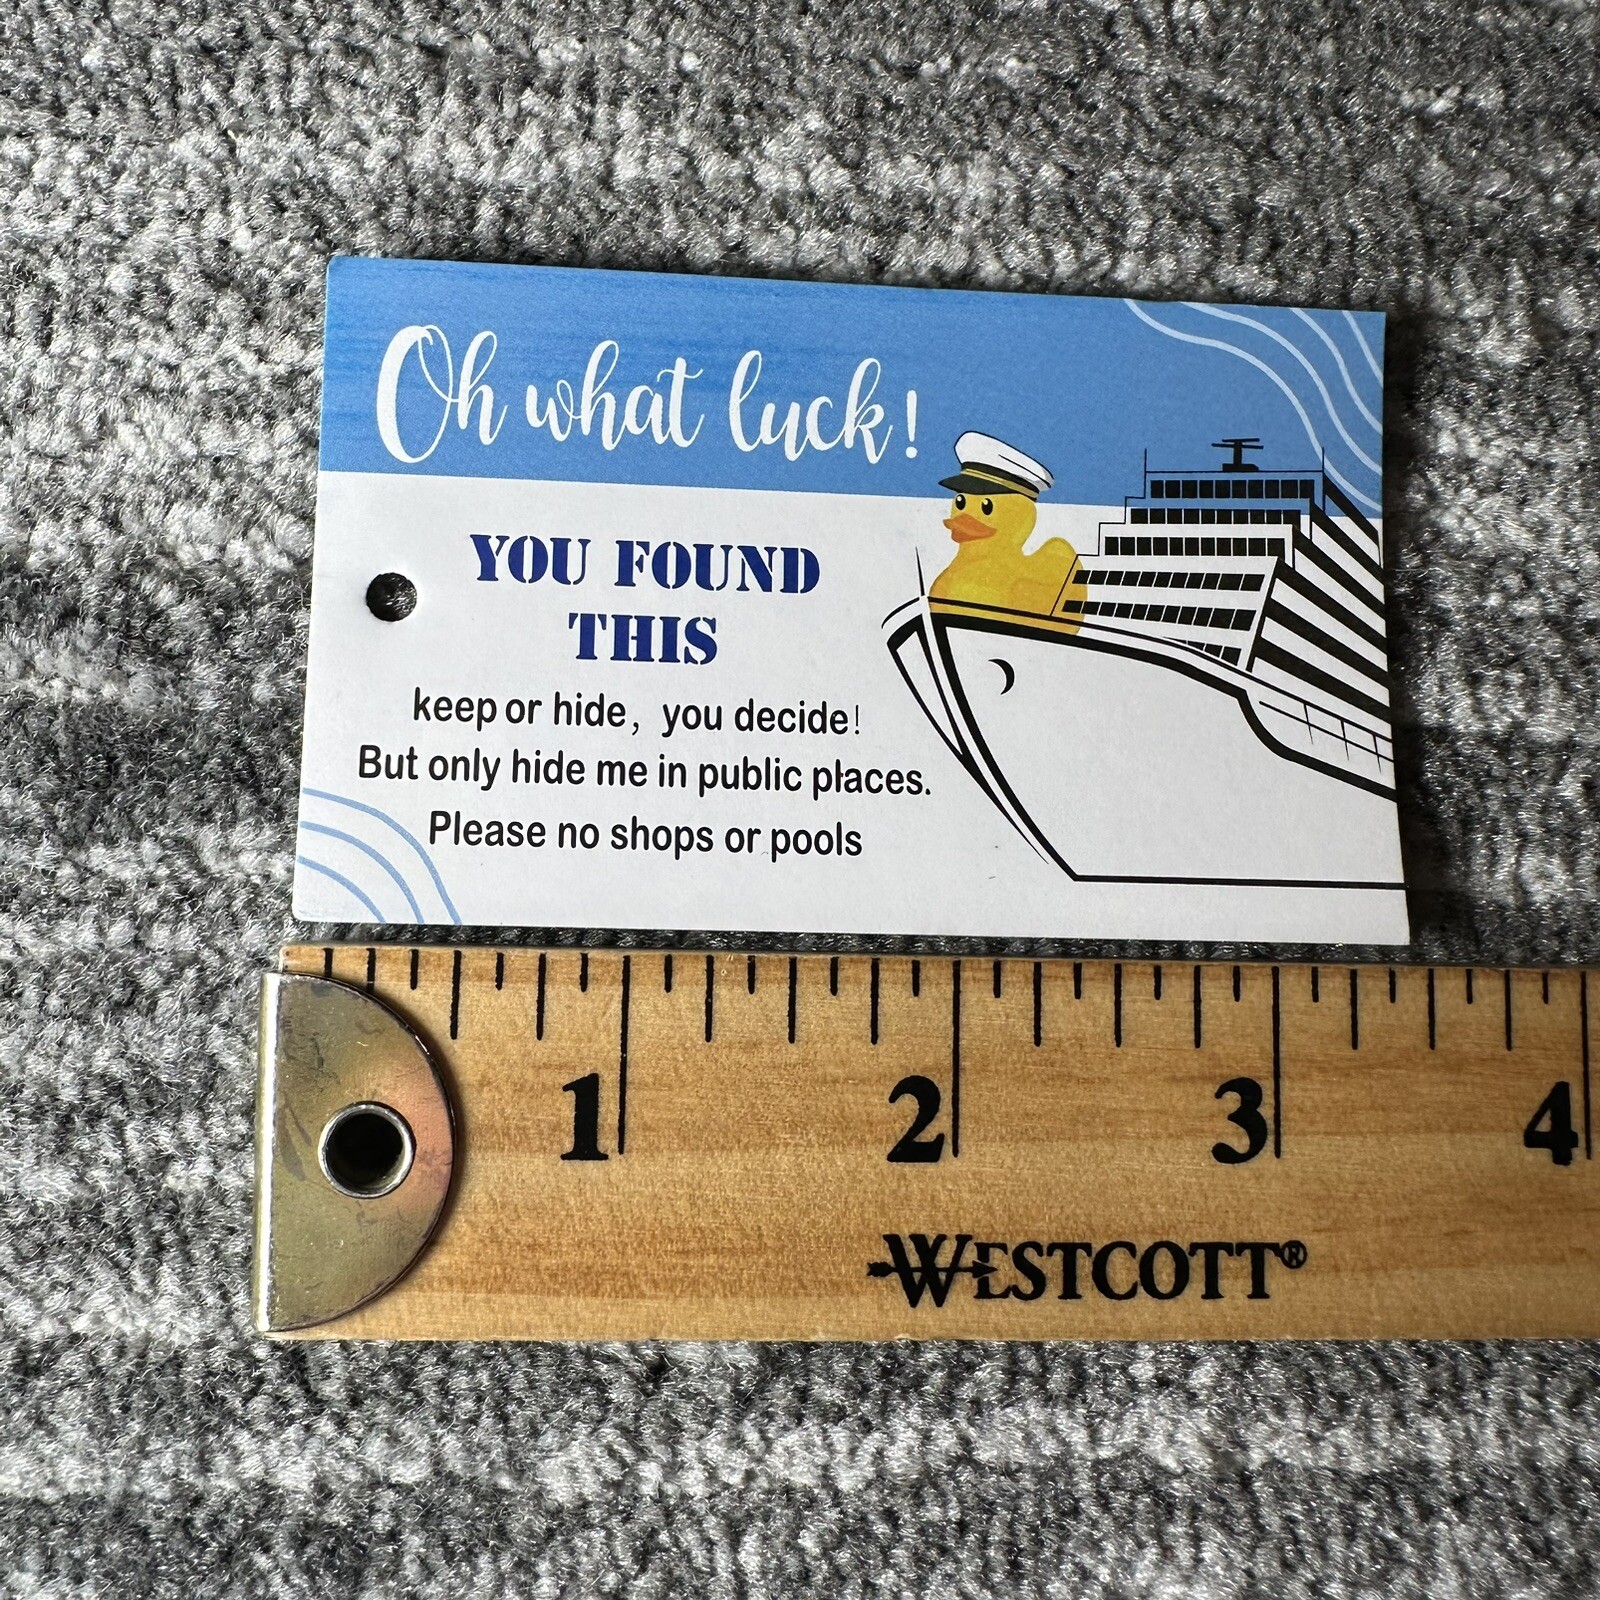 Oh what luck!
YOU FOUND
THIS
keep or hide, you decide!
But only hide me in public places.
Please no shops or pools
1 2 3 4
WESTCOTT®